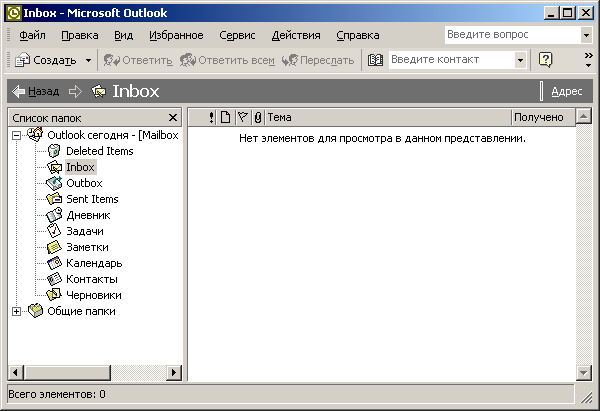 Inbox - Microsoft Outlook
Файл Правка Вид Избранное Сервис Действия Справка Введите вопрос
Создать Ответить Ответить всем Переслать Введите контакт
Назад Inbox Адрес
Список папок ! Тема Получено
Outlook сегодня - [Mailbox
Нет элементов для просмотра в данном представлении.
Deleted Items
Inbox
Outbox
Sent Items
Дневник
Задачи
Заметки
Календарь
Контакты
Черновики
Общие папки
Всего элементов: 0